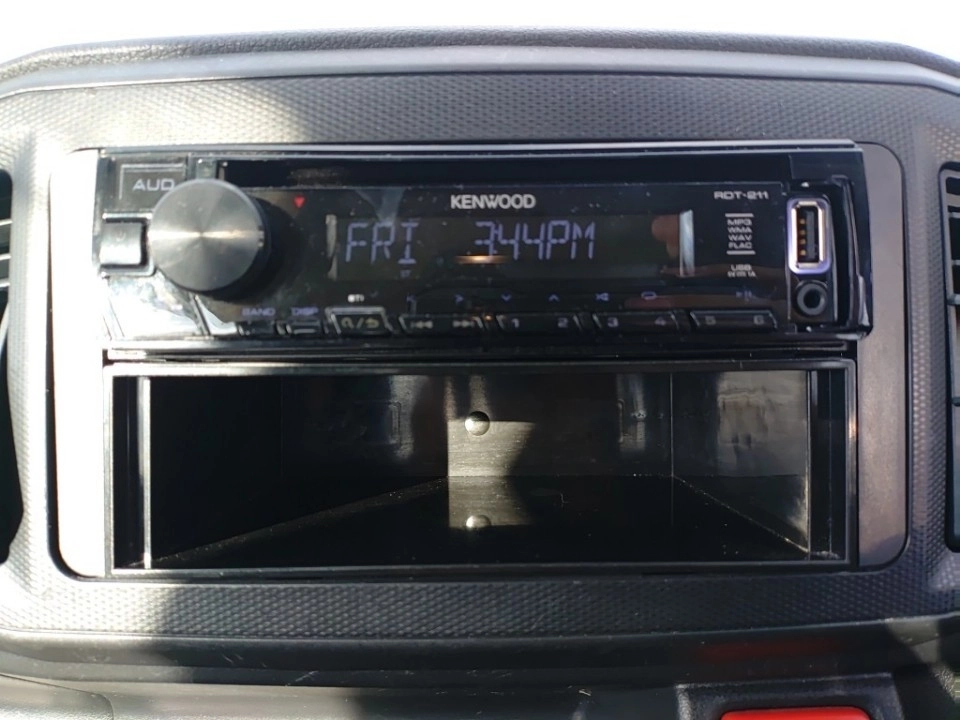 AUD
KENWOOD
RDT-211
FRI 3:44PM
ST
MP3
WMA
WAV
FLAC
USB
BAND DISP
1 2 3 4 5 6